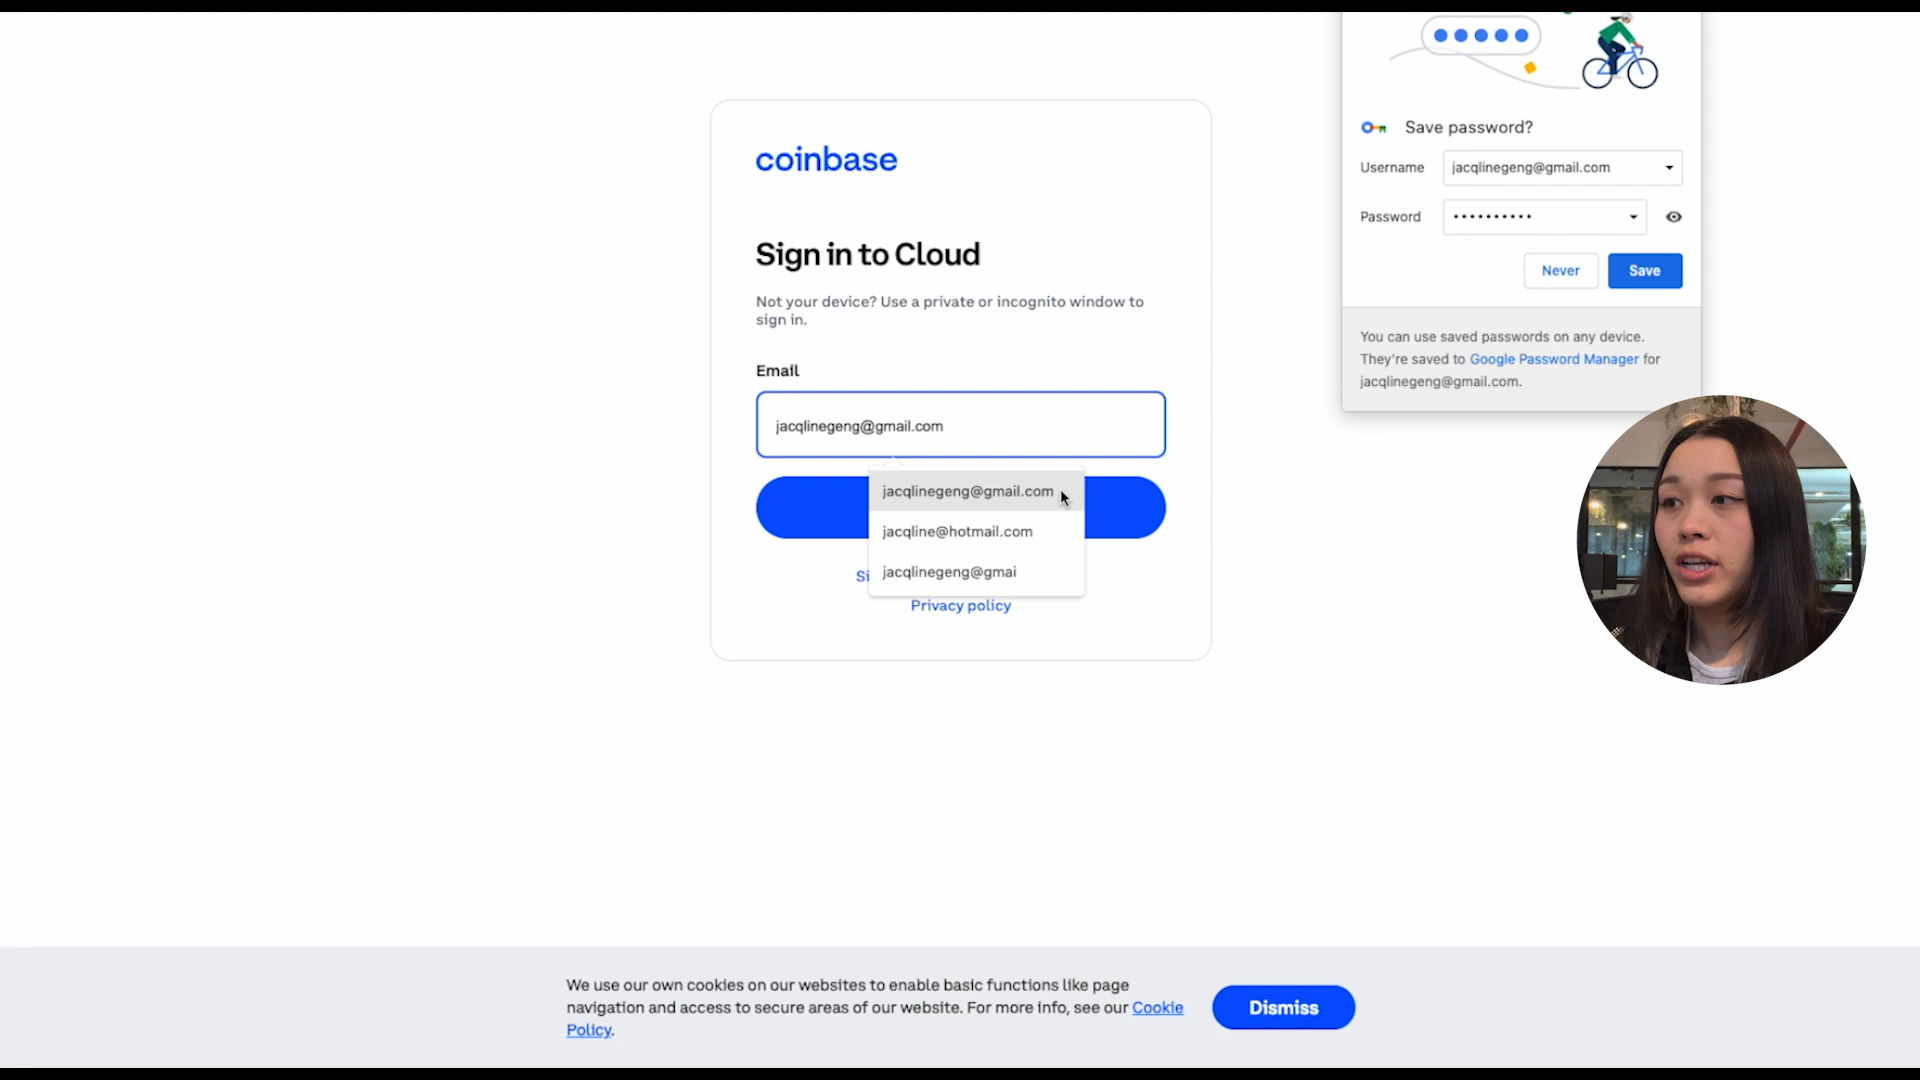 coinbase
Sign in to Cloud
Not your device? Use a private or incognito window to
sign in.
Email
jacqlinegeng@gmail.com
jacqlinegeng@gmail.com
jacqline@hotmail.com
jacqlinegeng@gmai
Si
Privacy policy
Save password?
Username
jacqlinegeng@gmail.com
Password
••••••••••
Never
Save
You can use saved passwords on any device.
They're saved to Google Password Manager for
jacqlinegeng@gmail.com.
We use our own cookies on our websites to enable basic functions like page
navigation and access to secure areas of our website. For more info, see our Cookie
Policy.
Dismiss